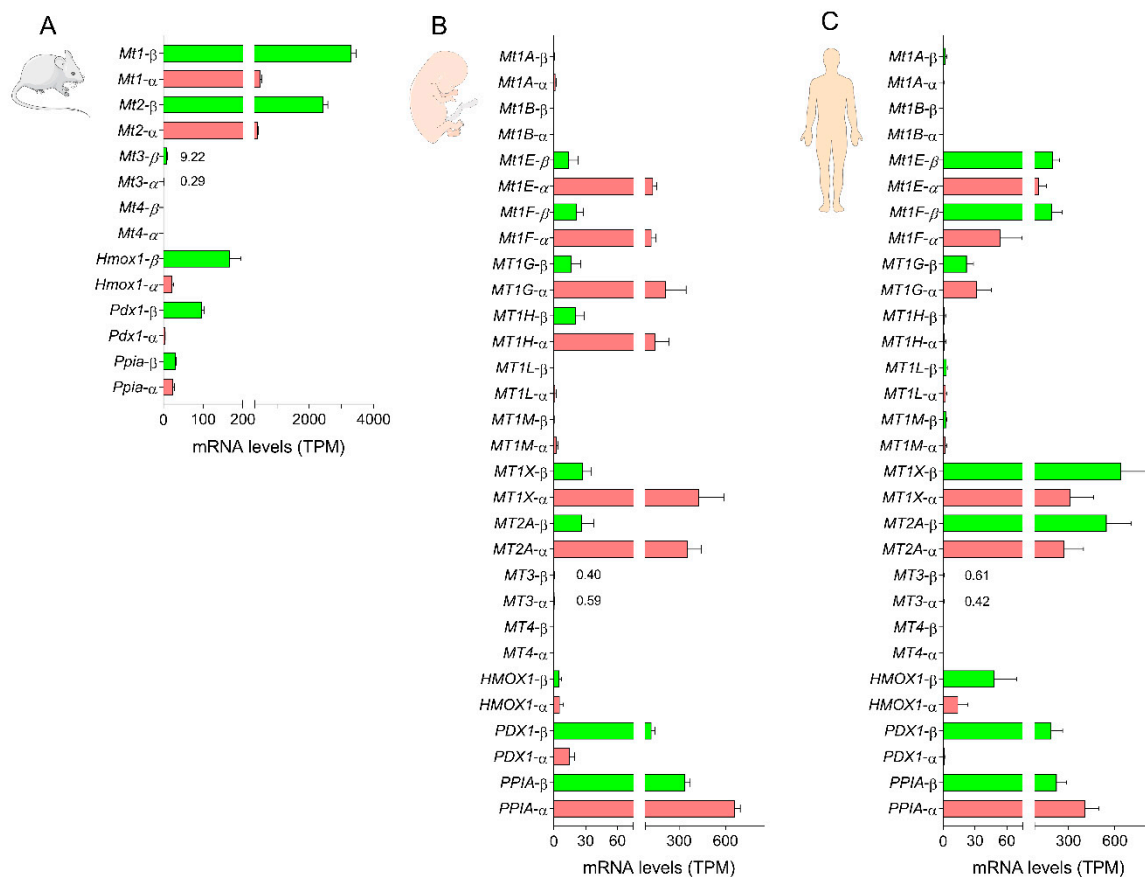 A
Mt1-β
Mt1-α
Mt2-β
Mt2-α
Mt3-β 9.22
Mt3-α 0.29
Mt4-β
Mt4-α
Hmox1-β
Hmox1-α
Pdx1-β
Pdx1-α
Ppia-β
Ppia-α
0 100 200 2000 4000
mRNA levels (TPM)
B
Mt1A-β
Mt1A-α
Mt1B-β
Mt1B-α
Mt1E-β
Mt1E-α
Mt1F-β
Mt1F-α
MT1G-β
MT1G-α
MT1H-β
MT1H-α
MT1L-β
MT1L-α
MT1M-β
MT1M-α
MT1X-β
MT1X-α
MT2A-β
MT2A-α
MT3-β 0.40
MT3-α 0.59
MT4-β
MT4-α
HMOX1-β
HMOX1-α
PDX1-β
PDX1-α
PPIA-β
PPIA-α
0 30 60 300 600
mRNA levels (TPM)
C
Mt1A-β
Mt1A-α
Mt1B-β
Mt1B-α
Mt1E-β
Mt1E-α
Mt1F-β
Mt1F-α
MT1G-β
MT1G-α
MT1H-β
MT1H-α
MT1L-β
MT1L-α
MT1M-β
MT1M-α
MT1X-β
MT1X-α
MT2A-β
MT2A-α
MT3-β 0.61
MT3-α 0.42
MT4-β
MT4-α
HMOX1-β
HMOX1-α
PDX1-β
PDX1-α
PPIA-β
PPIA-α
0 30 60 300 600
mRNA levels (TPM)